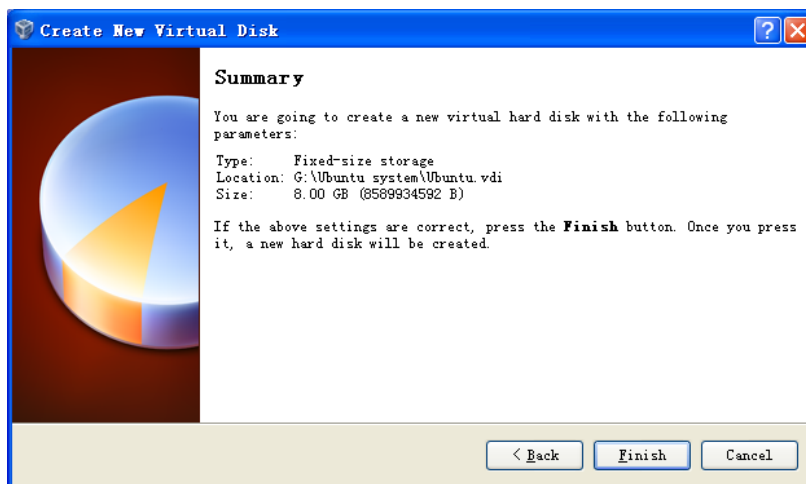 Create New Virtual Disk
Summary
You are going to create a new virtual hard disk with the following
parameters:
Type: Fixed-size storage
Location: G:\Ubuntu system\Ubuntu.vdi
Size: 8.00 GB (8589934592 B)
If the above settings are correct, press the Finish button. Once you press
it, a new hard disk will be created.
< Back Finish Cancel